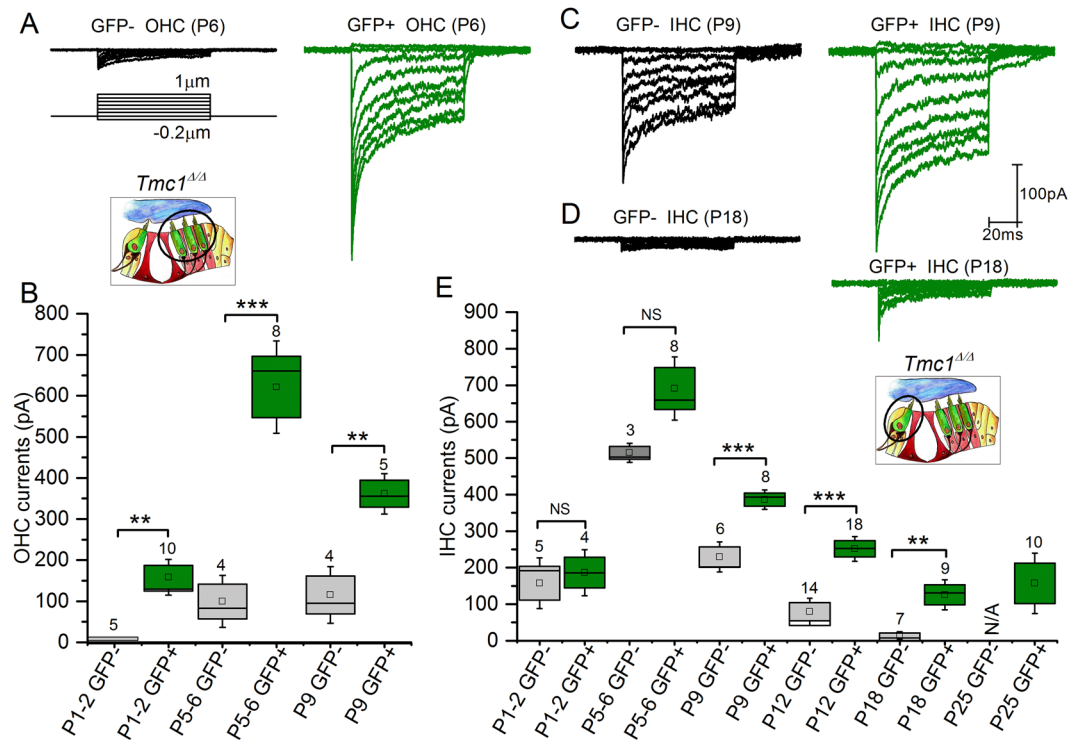 A
GFP- OHC (P6)
1μm
-0.2μm
GFP+ OHC (P6)
Tmc1Δ/Δ
C
GFP- IHC (P9)
GFP+ IHC (P9)
100pA
20ms
D
GFP- IHC (P18)
GFP+ IHC (P18)
Tmc1Δ/Δ
B
OHC currents (pA)
800
700
600
500
400
300
200
100
0
5
**
10
4
***
8
4
**
5
P1-2 GFP-
P1-2 GFP+
P5-6 GFP-
P5-6 GFP+
P9 GFP-
P9 GFP+
E
IHC currents (pA)
900
800
700
600
500
400
300
200
100
0
NS
5
4
NS
3
8
***
6
8
***
14
18
**
7
9
N/A
10
P1-2 GFP-
P1-2 GFP+
P5-6 GFP-
P5-6 GFP+
P9 GFP-
P9 GFP+
P12 GFP-
P12 GFP+
P18 GFP-
P18 GFP+
P25 GFP-
P25 GFP+